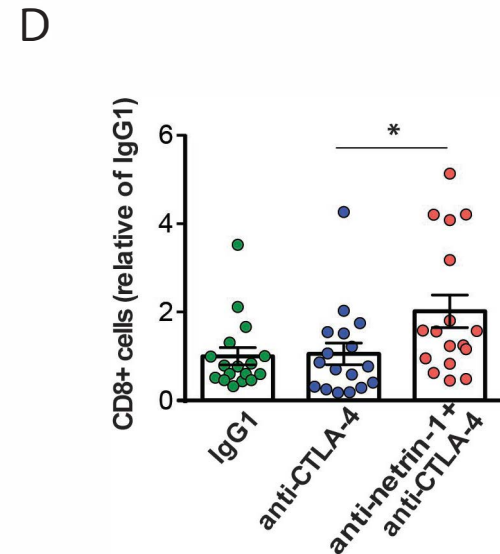 D
CD8+ cells (relative of IgG1)
6
4
2
0
*
IgG1
anti-CTLA-4
anti-netrin-1+
anti-CTLA-4